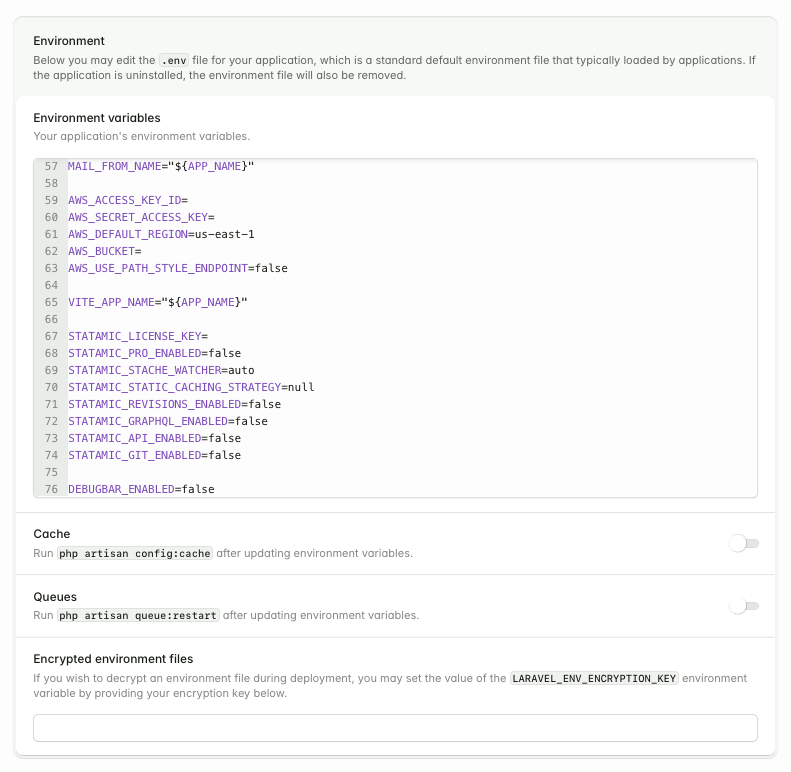 Environment
Below you may edit the .env file for your application, which is a standard default environment file that typically loaded by applications. If
the application is uninstalled, the environment file will also be removed.
Environment variables
Your application's environment variables.
57 MAIL_FROM_NAME="${APP_NAME}"
58
59 AWS_ACCESS_KEY_ID=
60 AWS_SECRET_ACCESS_KEY=
61 AWS_DEFAULT_REGION=us-east-1
62 AWS_BUCKET=
63 AWS_USE_PATH_STYLE_ENDPOINT=false
64
65 VITE_APP_NAME="${APP_NAME}"
66
67 STATAMIC_LICENSE_KEY=
68 STATAMIC_PRO_ENABLED=false
69 STATAMIC_STACHE_WATCHER=auto
70 STATAMIC_STATIC_CACHING_STRATEGY=null
71 STATAMIC_REVISIONS_ENABLED=false
72 STATAMIC_GRAPHQL_ENABLED=false
73 STATAMIC_API_ENABLED=false
74 STATAMIC_GIT_ENABLED=false
75
76 DEBUGBAR_ENABLED=false
Cache
Run php artisan config:cache after updating environment variables.
Queues
Run php artisan queue:restart after updating environment variables.
Encrypted environment files
If you wish to decrypt an environment file during deployment, you may set the value of the LARAVEL_ENV_ENCRYPTION_KEY environment
variable by providing your encryption key below.